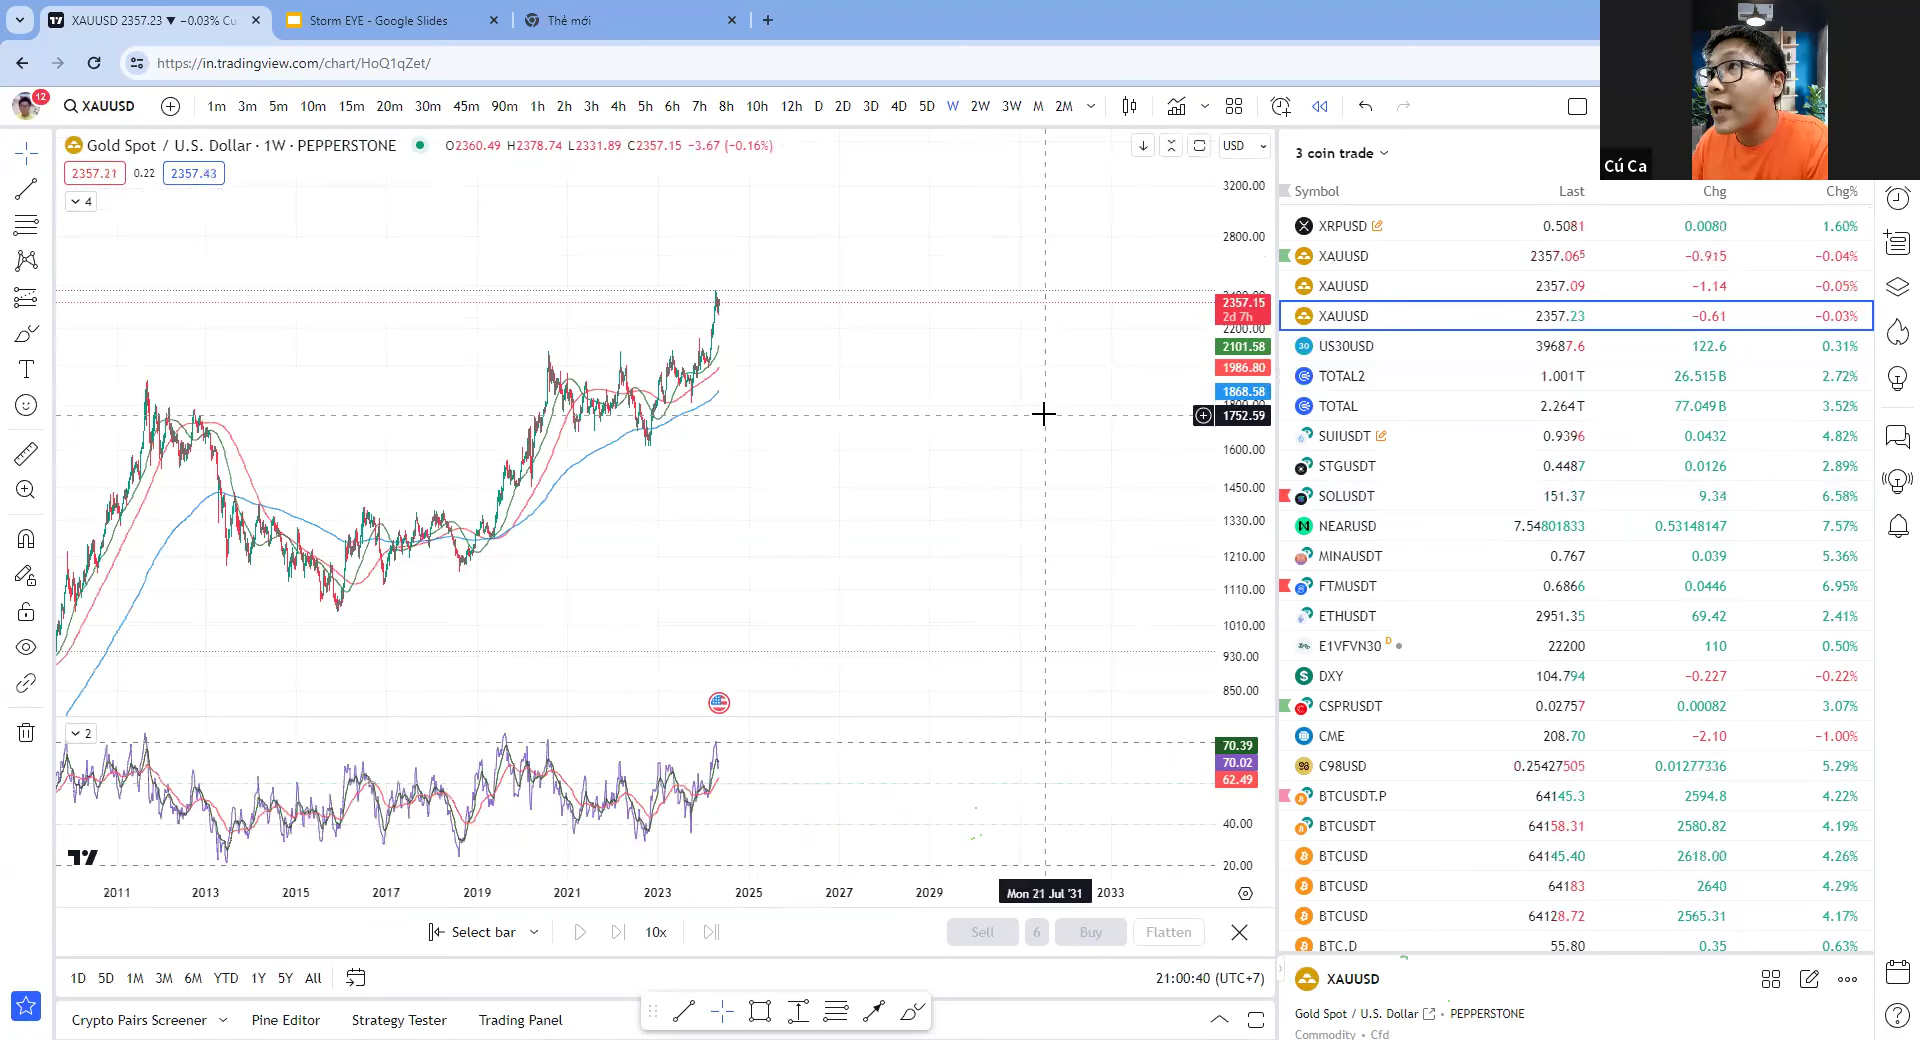 XAUUSD 2357.23 ▼ −0.03% Cu
Storm EYE - Google Slides
Thẻ mới
https://in.tradingview.com/chart/HoQ1qZet/
12
XAUUSD
1m 3m 5m 10m 15m 20m 30m 45m 90m 1h 2h 3h 4h 5h 6h 7h 8h 10h 12h D 2D 3D 4D 5D W 2W 3W M 2M
Cú Ca
Gold Spot / U.S. Dollar · 1W · PEPPERSTONE
O2360.49 H2378.74 L2331.89 C2357.15 −3.67 (−0.16%)
USD
2357.21 0.22 2357.43
4
3200.00
2800.00
2357.15
2d 7h
2200.00
2101.58
1986.80
1868.58
1752.59
1600.00
1450.00
1330.00
1210.00
1110.00
1010.00
930.00
850.00
2
70.39
70.02
62.49
40.00
20.00
2011 2013 2015 2017 2019 2021 2023 2025 2027 2029 Mon 21 Jul '31 2033
Select bar 10x Sell 6 Buy Flatten
1D 5D 1M 3M 6M YTD 1Y 5Y All
21:00:40 (UTC+7)
Crypto Pairs Screener Pine Editor Strategy Tester Trading Panel
3 coin trade
Symbol Last Chg Chg%
XRPUSD 0.5081 0.0080 1.60%
XAUUSD 2357.065 −0.915 −0.04%
XAUUSD 2357.09 −1.14 −0.05%
XAUUSD 2357.23 −0.61 −0.03%
30 US30USD 39687.6 122.6 0.31%
TOTAL2 1.001T 26.515B 2.72%
TOTAL 2.264T 77.049B 3.52%
SUIUSDT 0.9396 0.0432 4.82%
STGUSDT 0.4487 0.0126 2.89%
SOLUSDT 151.37 9.34 6.58%
NEARUSD 7.54801833 0.53148147 7.57%
MINAUSDT 0.767 0.039 5.36%
FTMUSDT 0.6866 0.0446 6.95%
ETHUSDT 2951.35 69.42 2.41%
E1VFVN30 D 22200 110 0.50%
DXY 104.794 −0.227 −0.22%
CSPRUSDT 0.02757 0.00082 3.07%
CME 208.70 −2.10 −1.00%
C98USD 0.25427505 0.01277336 5.29%
BTCUSDT.P 64145.3 2594.8 4.22%
BTCUSDT 64158.31 2580.82 4.19%
BTCUSD 64145.40 2618.00 4.26%
BTCUSD 64183 2640 4.29%
BTCUSD 64128.72 2565.31 4.17%
BTC.D 55.80 0.35 0.63%
XAUUSD
Gold Spot / U.S. Dollar • PEPPERSTONE
Commodity • Cfd